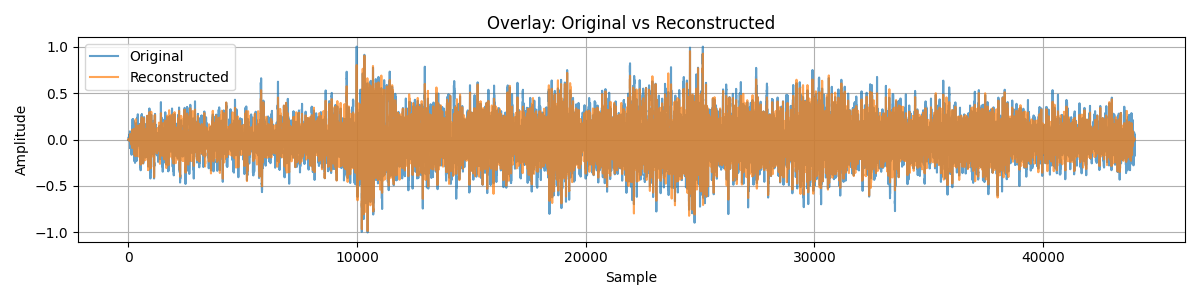 Overlay: Original vs Reconstructed
Original
Reconstructed
Amplitude
1.0
0.5
0.0
−0.5
−1.0
0 10000 20000 30000 40000
Sample